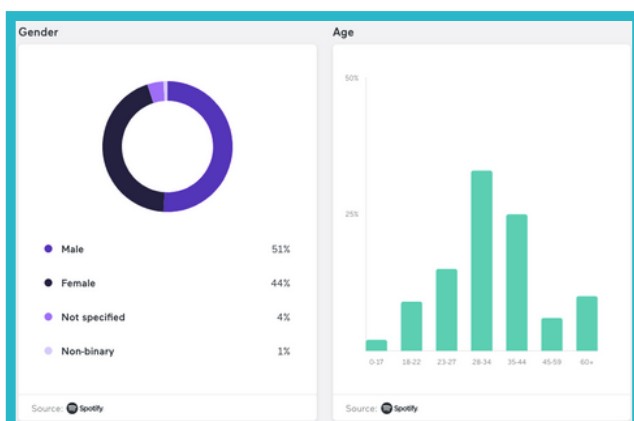 Gender
Male 51%
Female 44%
Not specified 4%
Non-binary 1%
Source: Spotify
Age
50%
25%
0-17 18-22 23-27 28-34 35-44 45-59 60+
Source: Spotify